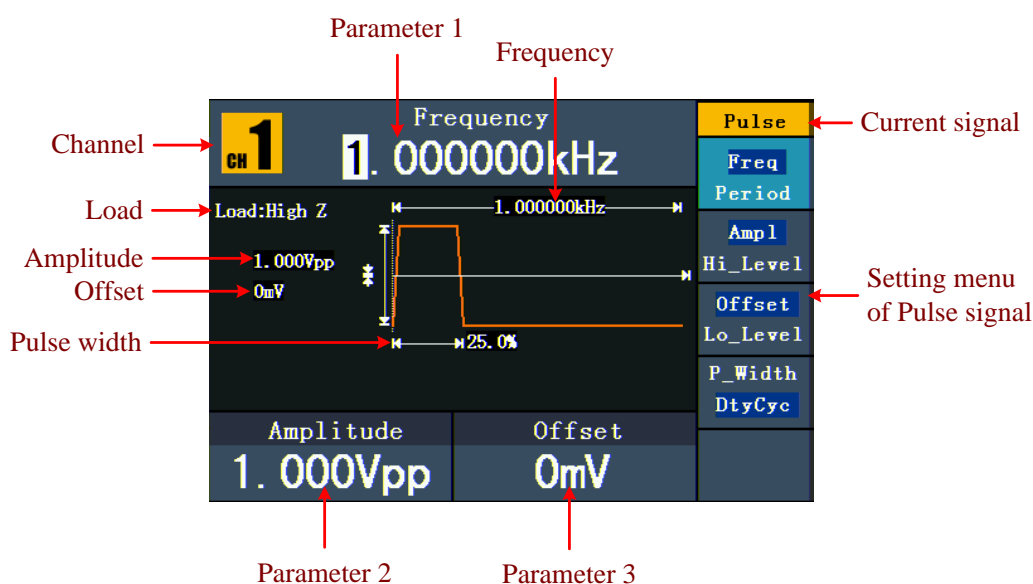 Parameter 1
Frequency
Channel
CH 1
Frequency
1.000000kHz
Pulse
Current signal
Freq
Period
Load
Load:High Z
1.000000kHz
Amplitude
1.000Vpp
Ampl
Hi_Level
Offset
0mV
Offset
Lo_Level
Setting menu
of Pulse signal
Pulse width
25.0%
P_Width
DtyCyc
Amplitude
1.000Vpp
Offset
0mV
Parameter 2
Parameter 3